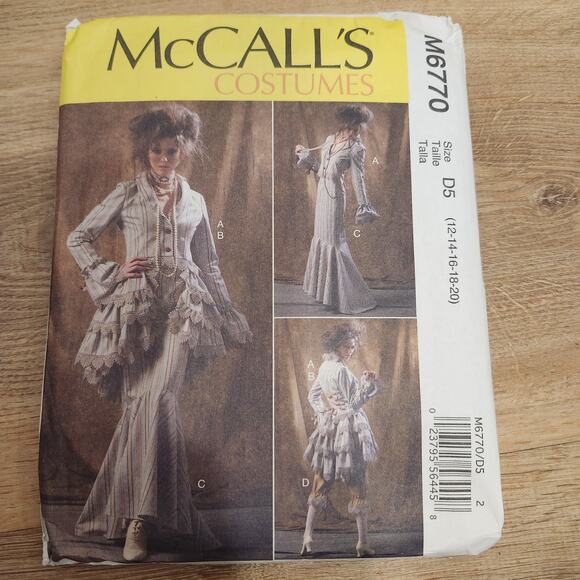 McCALL'S
COSTUMES
M6770
Size
Taille
Talla
D5
(12-14-16-18-20)
A
B
C
A
C
A
B
D
M6770/D5
0
23795 56445
8
2